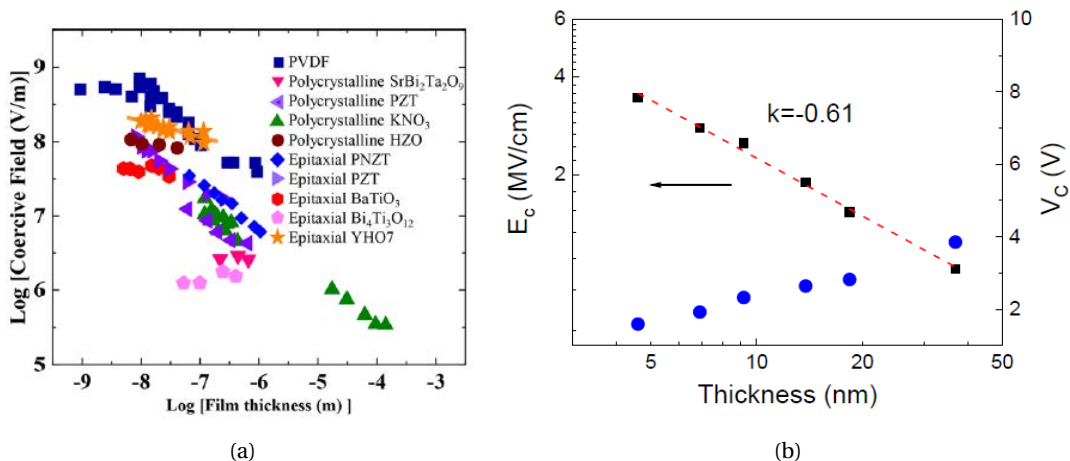 9
8
7
6
5
-9
-8
-7
-6
-5
-4
-3
Log [Coercive Field (V/m)]
Log [Film thickness (m) ]
PVDF
Polycrystalline SrBi₂Ta₂O₉
Polycrystalline PZT
Polycrystalline KNO₃
Polycrystalline HZO
Epitaxial PNZT
Epitaxial PZT
Epitaxial BaTiO₃
Epitaxial Bi₄Ti₃O₁₂
Epitaxial YHO7
(a)
6
4
2
E_c (MV/cm)
k=-0.61
10
8
6
4
2
V_C (V)
5
10
20
50
Thickness (nm)
(b)